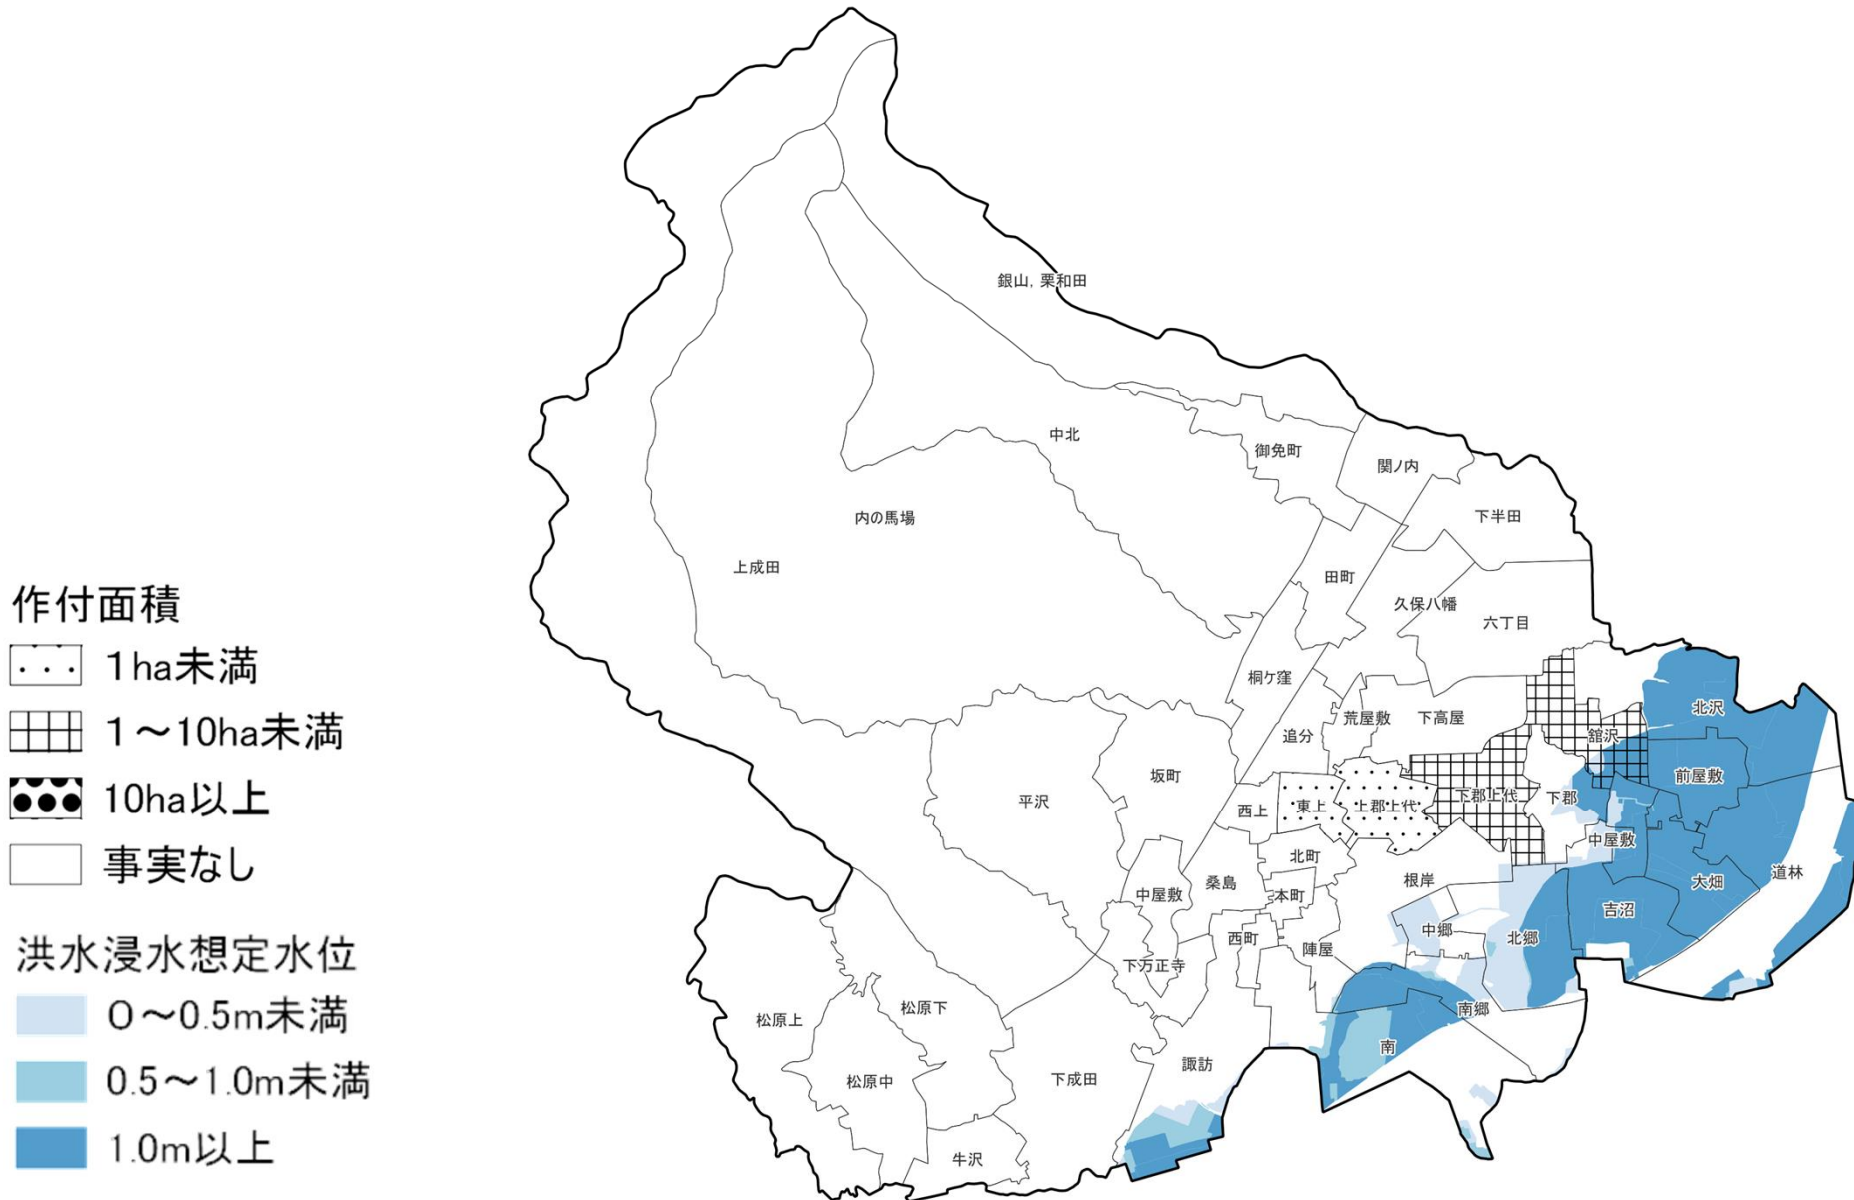 作付面積
1ha未満
1～10ha未満
10ha以上
事実なし
洪水浸水想定水位
0～0.5m未満
0.5～1.0m未満
1.0m以上
銀山, 栗和田
中北
御免町
関ノ内
内の馬場
下半田
上成田
田町
久保八幡
六丁目
桐ケ窪
荒屋敷
下高屋
追分
舘沢
北沢
坂町
前屋敷
平沢
西上
東上
上郡上代
下郡上代
下郡
中屋敷
北町
根岸
道林
桑島
大畑
中屋敷
本町
吉沼
西町
陣屋
中郷
北郷
下万正寺
松原下
南郷
松原上
南
諏訪
松原中
下成田
牛沢